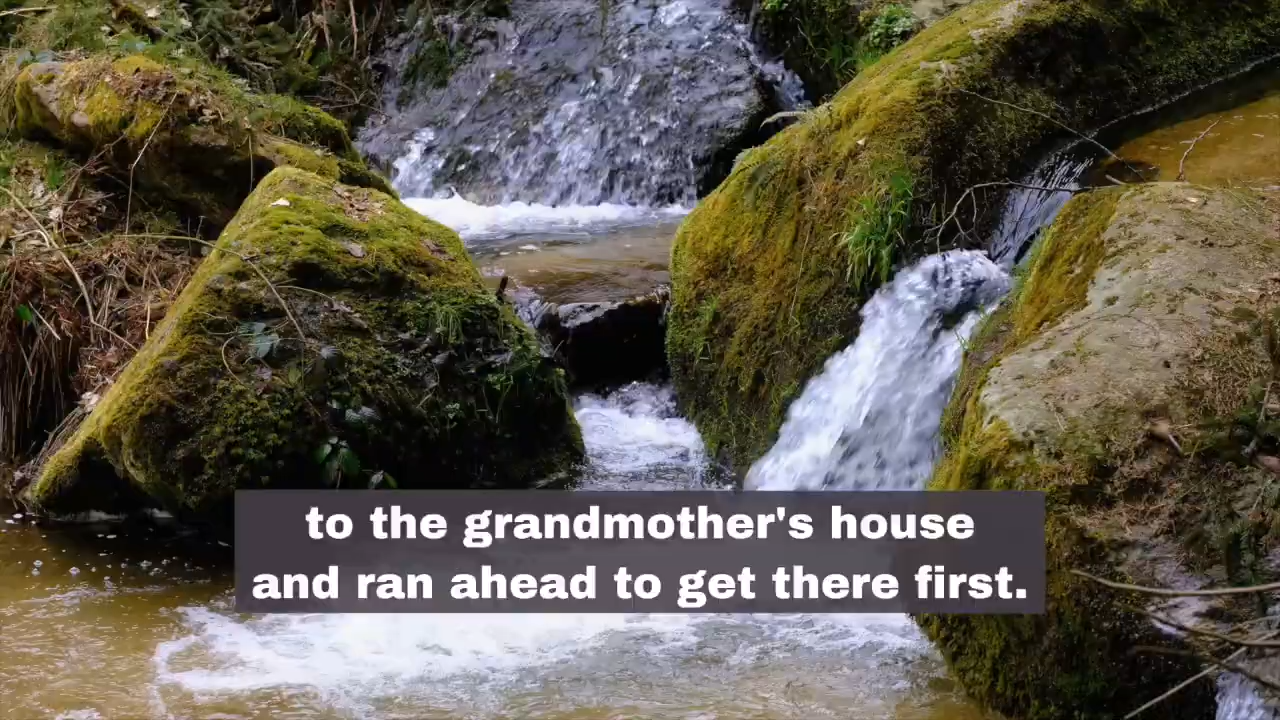 to the grandmother's house
and ran ahead to get there first.